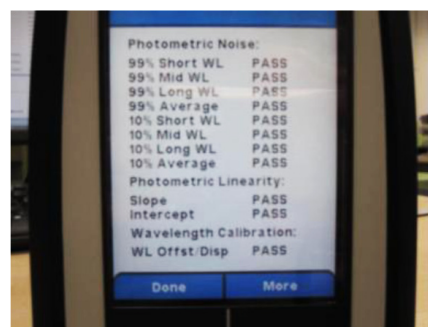 Photometric Noise:
99% Short WL PASS
99% Mid WL PASS
99% Long WL PASS
99% Average PASS
10% Short WL PASS
10% Mid WL PASS
10% Long WL PASS
10% Average PASS
Photometric Linearity:
Slope PASS
Intercept PASS
Wavelength Calibration:
WL Offst/Disp PASS
Done More